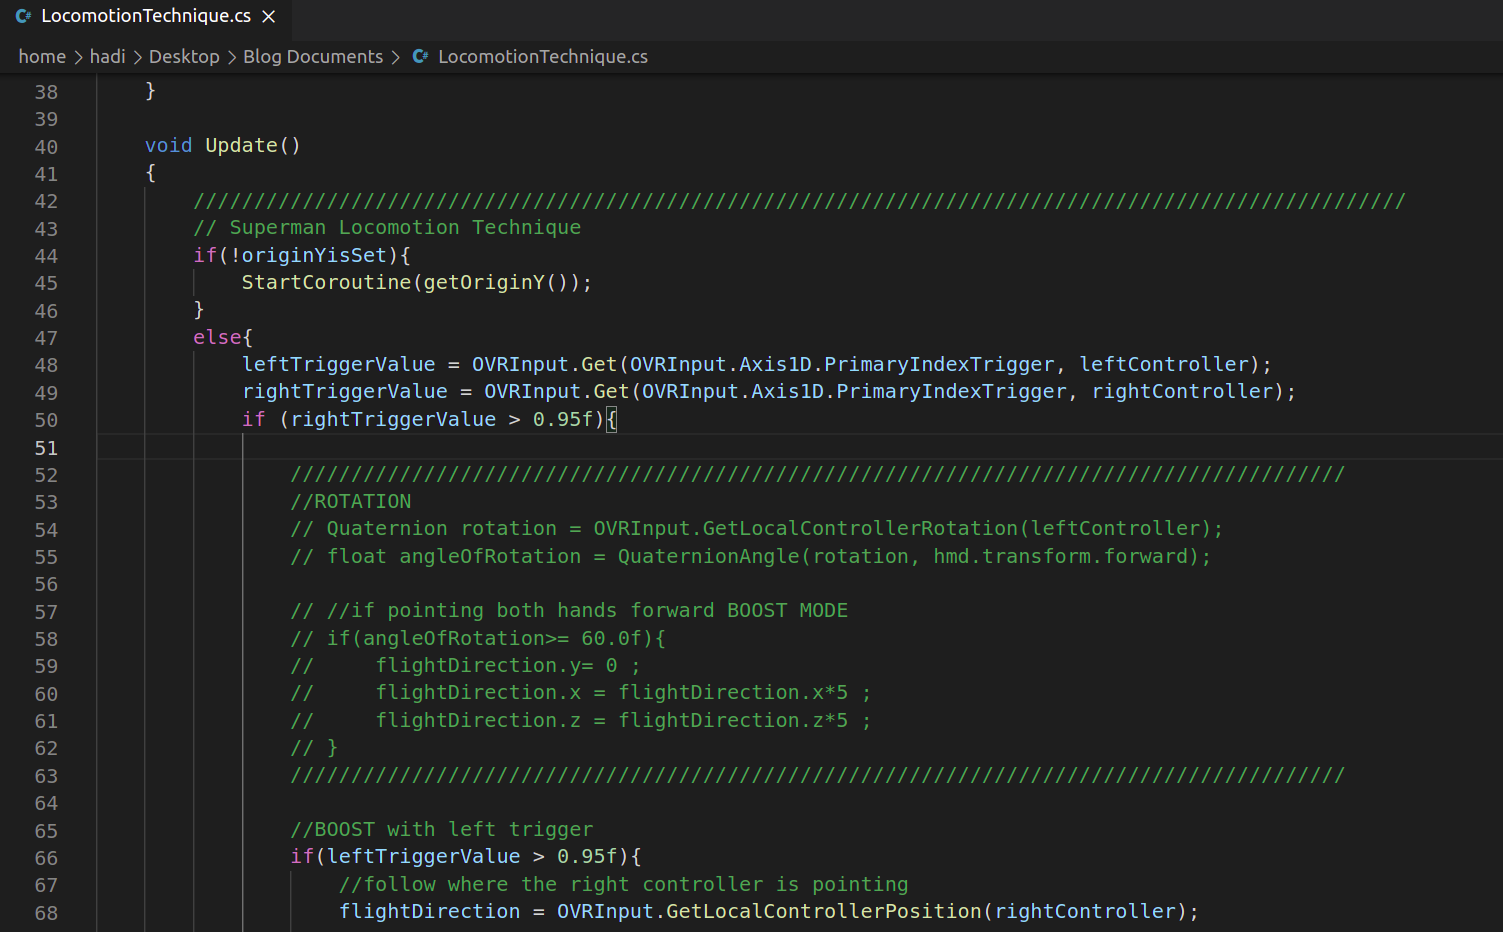 LocomotionTechnique.cs ×
home > hadi > Desktop > Blog Documents > LocomotionTechnique.cs
38 }
39
40 void Update()
41 {
42 ////////////////////////////////////////////////////////////////////////////////////////////////////
43 // Superman Locomotion Technique
44 if(!originYisSet){
45 StartCoroutine(getOriginY());
46 }
47 else{
48 leftTriggerValue = OVRInput.Get(OVRInput.Axis1D.PrimaryIndexTrigger, leftController);
49 rightTriggerValue = OVRInput.Get(OVRInput.Axis1D.PrimaryIndexTrigger, rightController);
50 if (rightTriggerValue > 0.95f){
51
52 ///////////////////////////////////////////////////////////////////////////////////////
53 //ROTATION
54 // Quaternion rotation = OVRInput.GetLocalControllerRotation(leftController);
55 // float angleOfRotation = QuaternionAngle(rotation, hmd.transform.forward);
56
57 // //if pointing both hands forward BOOST MODE
58 // if(angleOfRotation>= 60.0f){
59 //     flightDirection.y= 0 ;
60 //     flightDirection.x = flightDirection.x*5 ;
61 //     flightDirection.z = flightDirection.z*5 ;
62 // }
63 ///////////////////////////////////////////////////////////////////////////////////////
64
65 //BOOST with left trigger
66 if(leftTriggerValue > 0.95f){
67 //follow where the right controller is pointing
68 flightDirection = OVRInput.GetLocalControllerPosition(rightController);